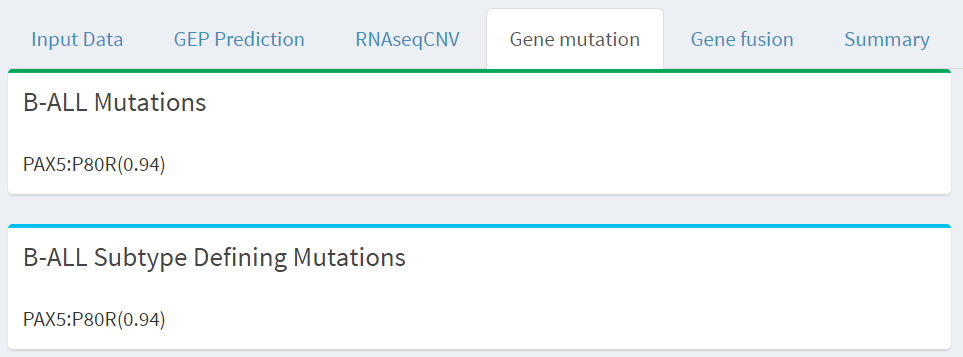 Input Data GEP Prediction RNAseqCNV Gene mutation Gene fusion Summary
B-ALL Mutations
PAX5:P80R(0.94)
B-ALL Subtype Defining Mutations
PAX5:P80R(0.94)